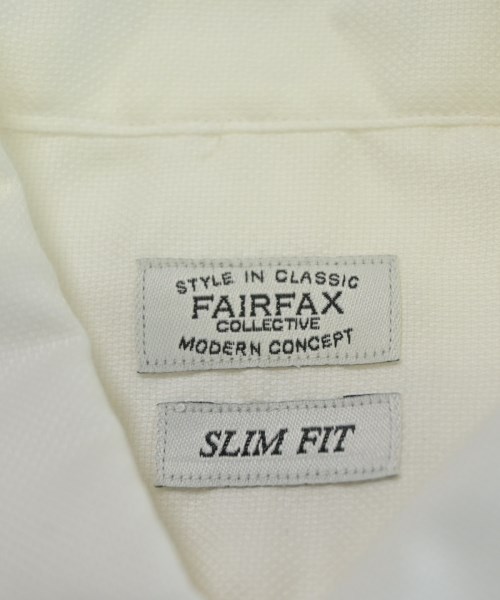 STYLE IN CLASSIC
FAIRFAX
COLLECTIVE
MODERN CONCEPT
SLIM FIT